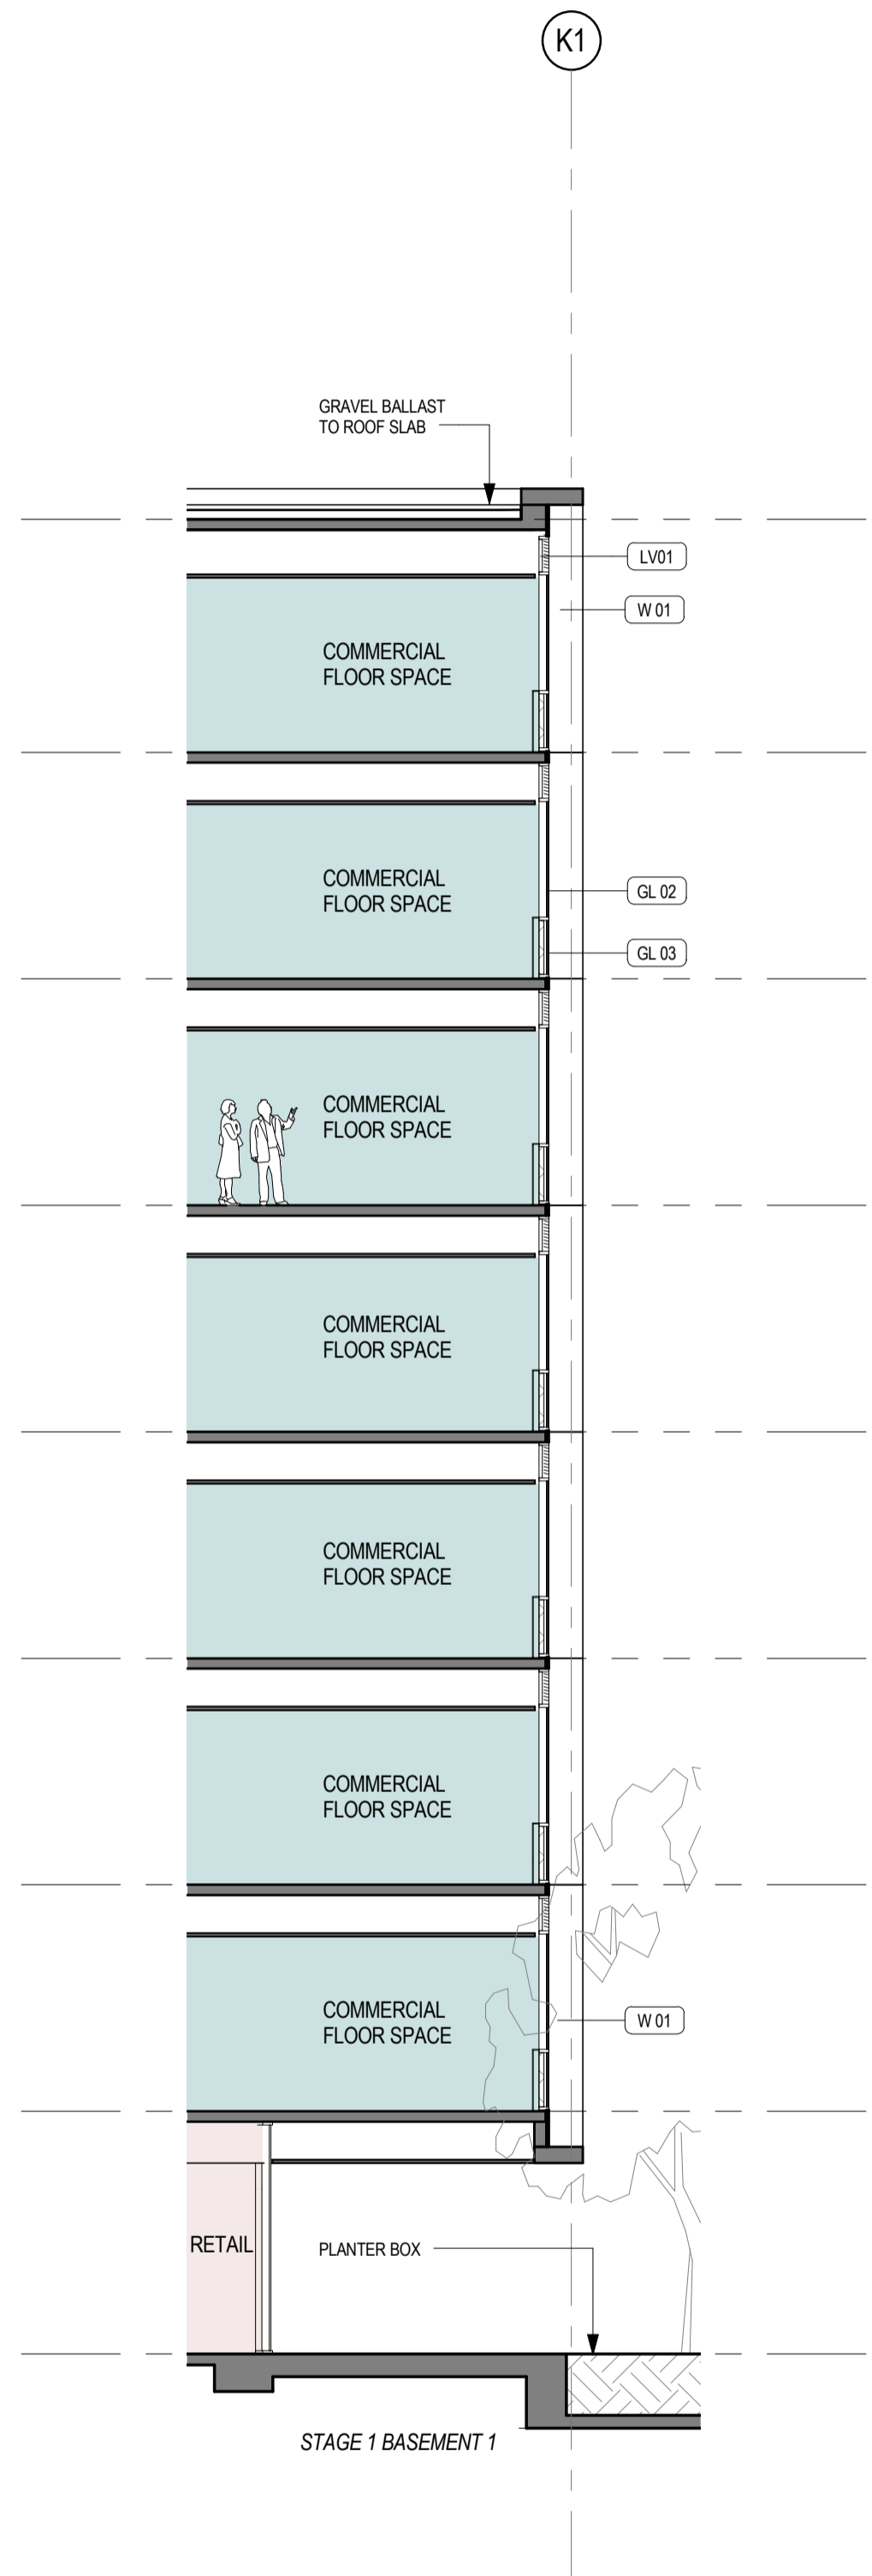 K1
GRAVEL BALLAST
TO ROOF SLAB
LV01
W 01
COMMERCIAL
FLOOR SPACE
COMMERCIAL
FLOOR SPACE
GL 02
GL 03
COMMERCIAL
FLOOR SPACE
COMMERCIAL
FLOOR SPACE
COMMERCIAL
FLOOR SPACE
COMMERCIAL
FLOOR SPACE
COMMERCIAL
FLOOR SPACE
W 01
RETAIL
PLANTER BOX
STAGE 1 BASEMENT 1